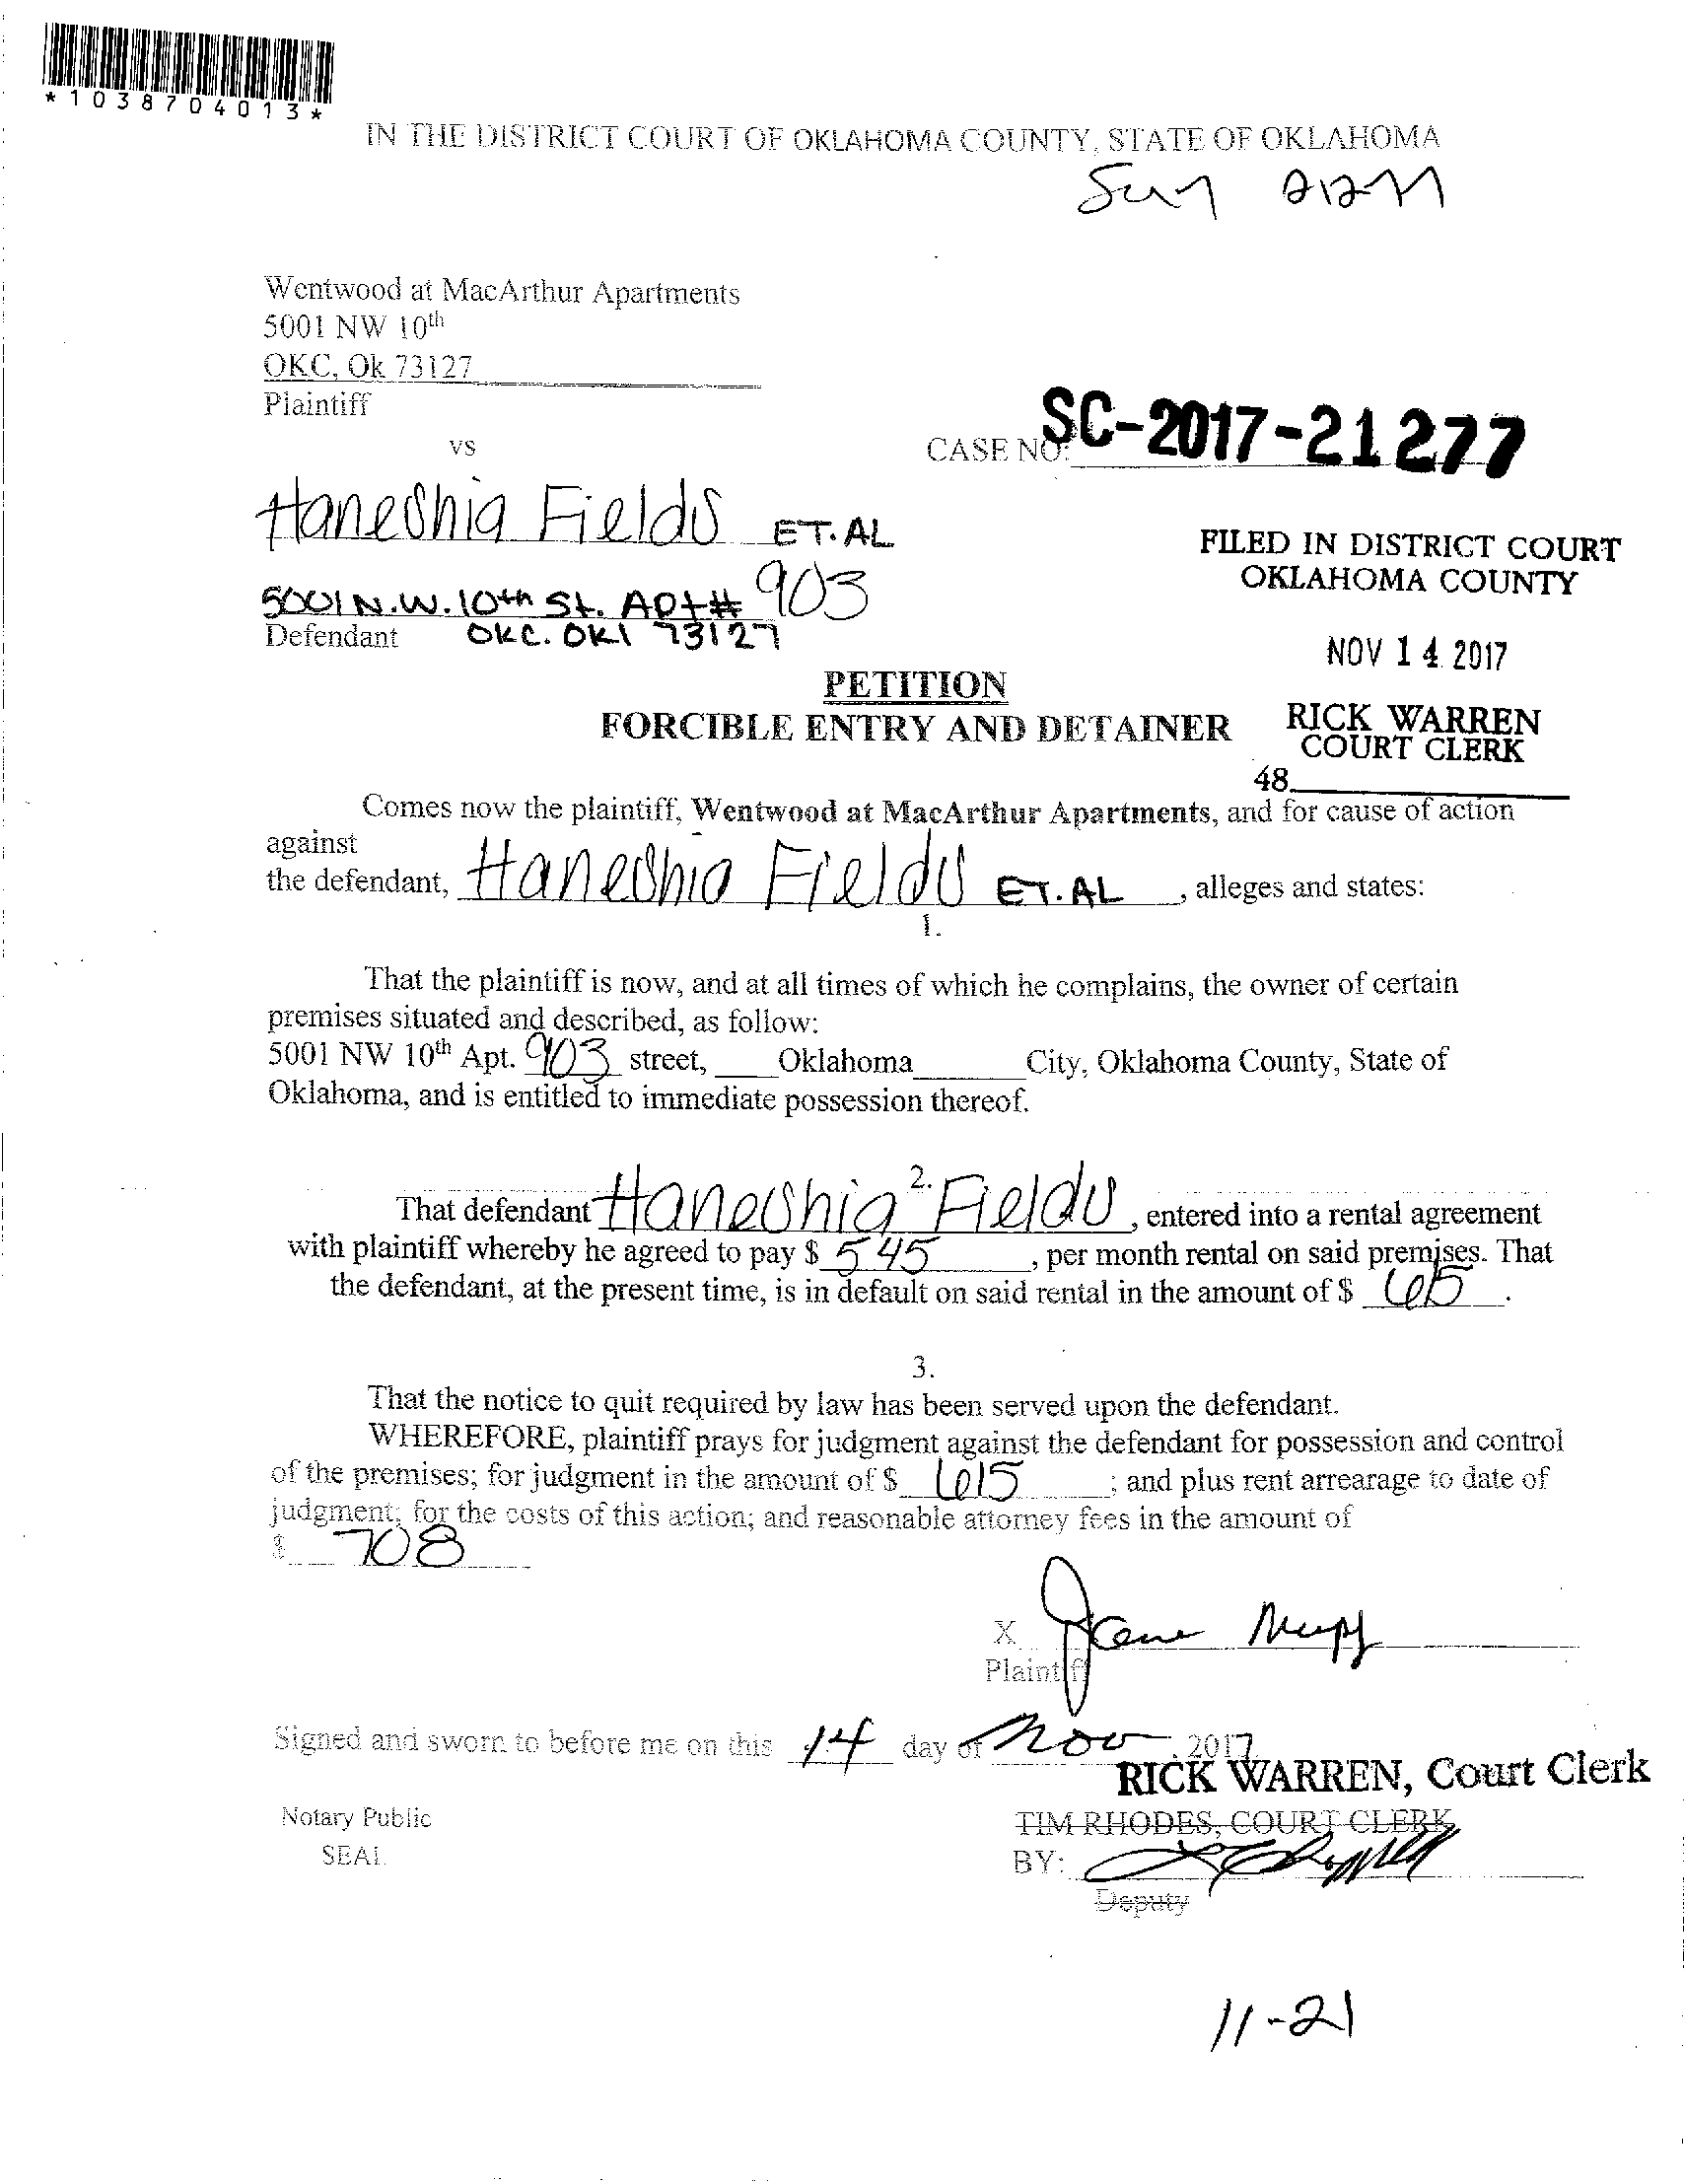 *1038704013*
IN THE DISTRICT COURT OF OKLAHOMA COUNTY, STATE OF OKLAHOMA
Wentwood at MacArthur Apartments
5001 NW 10th
OKC, Ok 73127
Plaintiff
vs
CASE NO: SC-2017-21277
Haneshia Fields ET.AL
FILED IN DISTRICT COURT
OKLAHOMA COUNTY
5001 N.W. 10th St. Apt# 903
Defendant OKC. OKl 73127
NOV 14 2017
PETITION
FORCIBLE ENTRY AND DETAINER
RICK WARREN
COURT CLERK
48
Comes now the plaintiff, Wentwood at MacArthur Apartments, and for cause of action
against
the defendant, Haneshia Fields ET.AL , alleges and states:
1.
That the plaintiff is now, and at all times of which he complains, the owner of certain
premises situated and described, as follow:
5001 NW 10th Apt. 903 street, Oklahoma City, Oklahoma County, State of
Oklahoma, and is entitled to immediate possession thereof.
2.
That defendant Haneshia Fields, entered into a rental agreement
with plaintiff whereby he agreed to pay $ 545 , per month rental on said premises. That
the defendant, at the present time, is in default on said rental in the amount of $ 615 .
3.
That the notice to quit required by law has been served upon the defendant.
WHEREFORE, plaintiff prays for judgment against the defendant for possession and control
of the premises; for judgment in the amount of $ 615 ; and plus rent arrearage to date of
judgment; for the costs of this action; and reasonable attorney fees in the amount of
$ 708
X
Plaintiff
Signed and sworn to before me on this 14 day of Nov , 2017.
RICK WARREN, Court Clerk
Notary Public
TIM RHODES, COURT CLERK
SEAL
BY:
Deputy
11-21